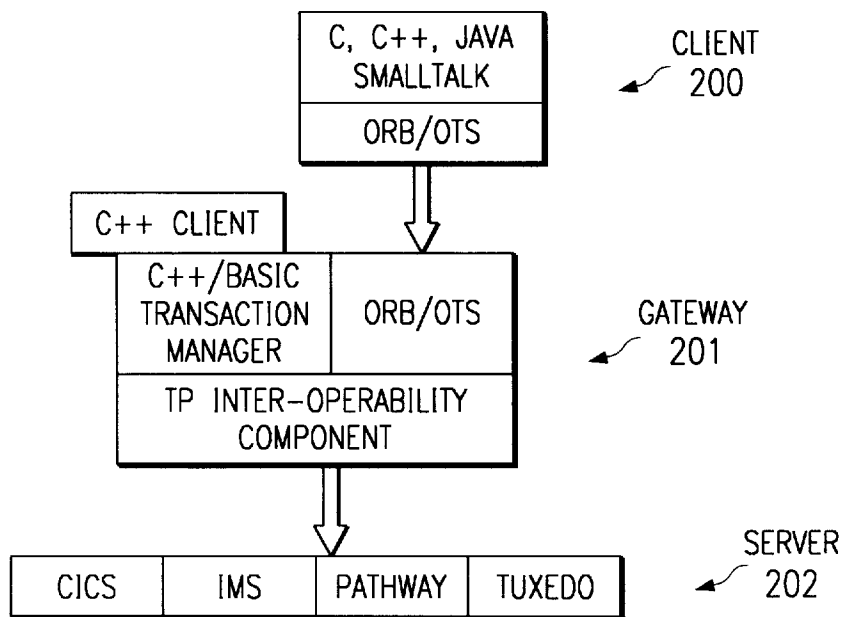 C, C++, JAVA
SMALLTALK
ORB/OTS
CLIENT
200
C++ CLIENT
C++/BASIC
TRANSACTION
MANAGER
ORB/OTS
TP INTER-OPERABILITY
COMPONENT
GATEWAY
201
CICS
IMS
PATHWAY
TUXEDO
SERVER
202